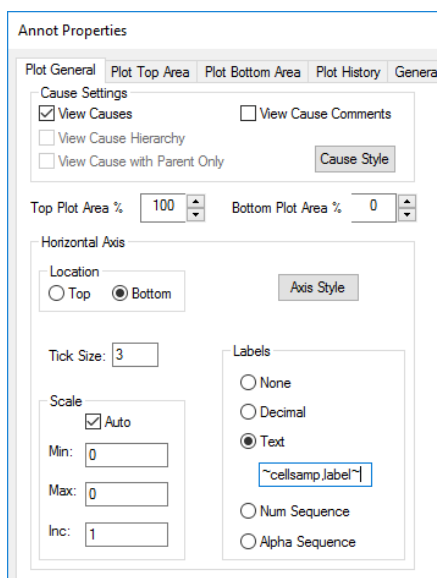 Annot Properties
Plot General Plot Top Area Plot Bottom Area Plot History
Cause Settings
View Causes View Cause Comments
View Cause Hierarchy
View Cause with Parent Only Cause Style
Top Plot Area % 100 Bottom Plot Area % 0
Horizontal Axis
Location
Top Bottom Axis Style
Tick Size: 3 Labels
None
Scale Decimal
Auto Text
Min: 0 ~cellsamp,label~
Max: 0 Num Sequence
Inc: 1 Alpha Sequence